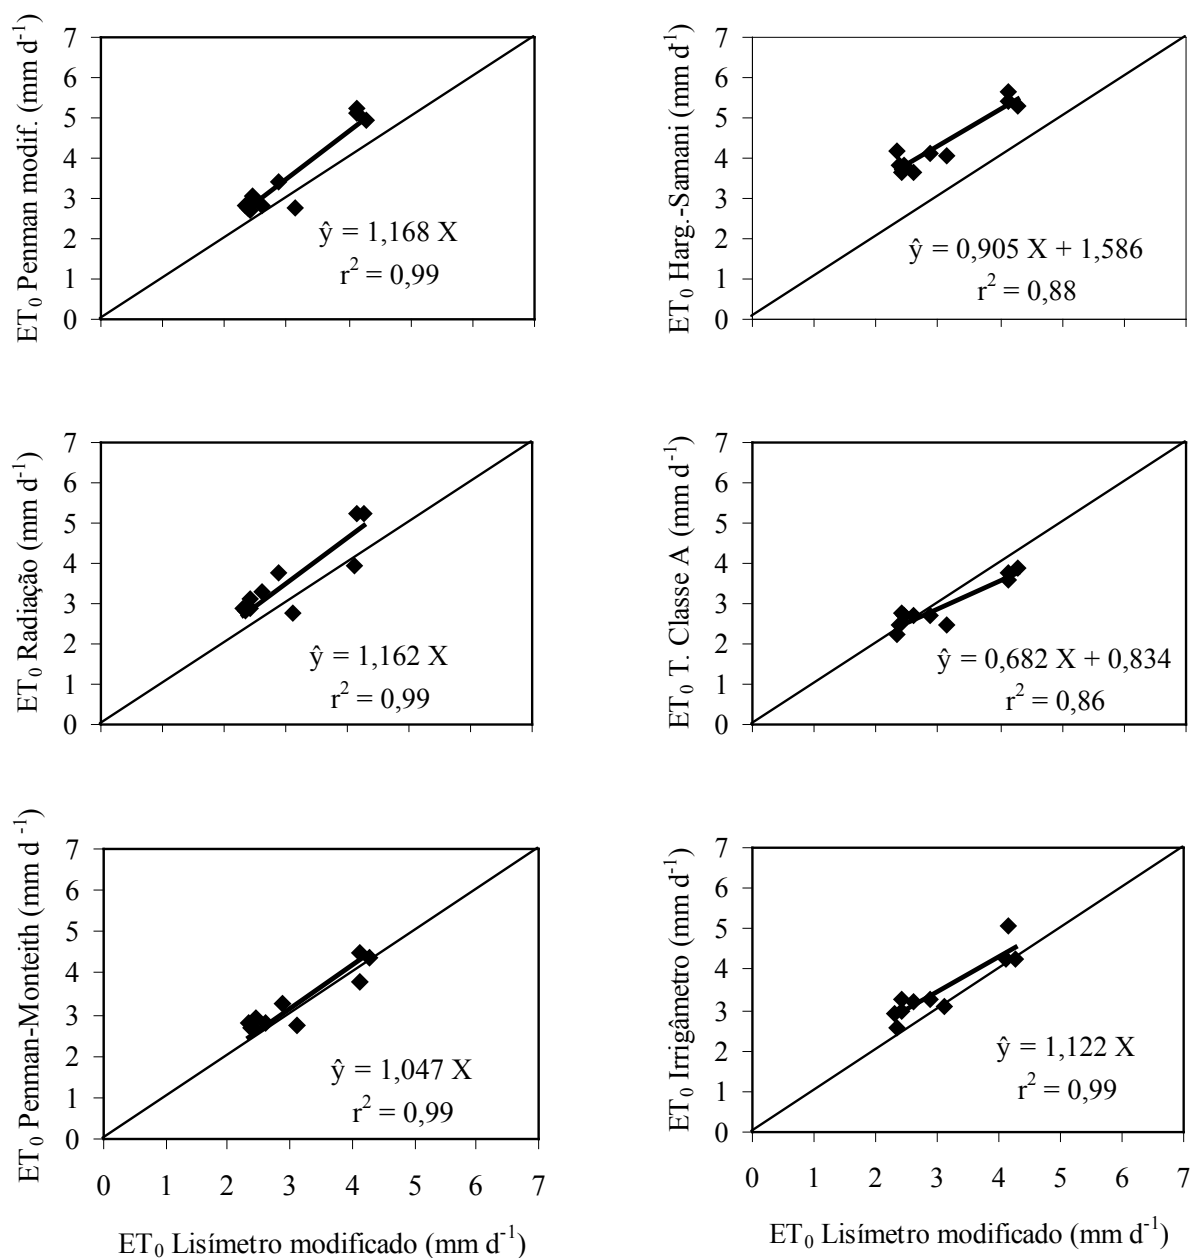 ET0 Penman modif. (mm d-1)
7
6
5
4
3
2
1
0
ŷ = 1,168 X
r2 = 0,99
ET0 Harg.-Samani (mm d-1)
7
6
5
4
3
2
1
0
ŷ = 0,905 X + 1,586
r2 = 0,88
ET0 Radiação (mm d-1)
7
6
5
4
3
2
1
0
ŷ = 1,162 X
r2 = 0,99
ET0 T. Classe A (mm d-1)
7
6
5
4
3
2
1
0
ŷ = 0,682 X + 0,834
r2 = 0,86
ET0 Penman-Monteith (mm d-1)
7
6
5
4
3
2
1
0
ŷ = 1,047 X
r2 = 0,99
0 1 2 3 4 5 6 7
ET0 Lisímetro modificado (mm d-1)
ET0 Irrigâmetro (mm d-1)
7
6
5
4
3
2
1
0
ŷ = 1,122 X
r2 = 0,99
0 1 2 3 4 5 6 7
ET0 Lisímetro modificado (mm d-1)